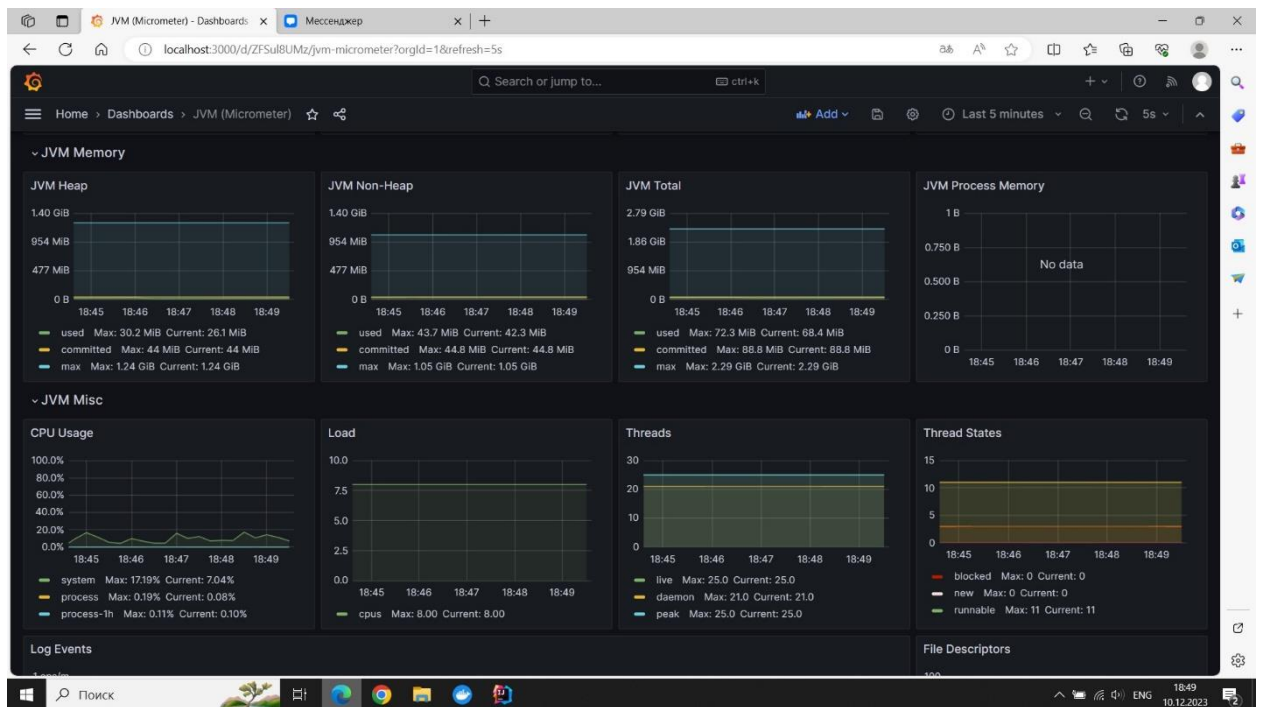 JVM (Micrometer) - Dashboards
Мессенджер
localhost:3000/d/ZFSul8UMz/jvm-micrometer?orgId=1&refresh=5s
Search or jump to...
ctrl+k
Home › Dashboards › JVM (Micrometer)
Add
Last 5 minutes
5s
JVM Memory
JVM Heap
1.40 GiB
954 MiB
477 MiB
0 B
18:45 18:46 18:47 18:48 18:49
used Max: 30.2 MiB Current: 26.1 MiB
committed Max: 44 MiB Current: 44 MiB
max Max: 1.24 GiB Current: 1.24 GiB
JVM Non-Heap
1.40 GiB
954 MiB
477 MiB
0 B
18:45 18:46 18:47 18:48 18:49
used Max: 43.7 MiB Current: 42.3 MiB
committed Max: 44.8 MiB Current: 44.8 MiB
max Max: 1.05 GiB Current: 1.05 GiB
JVM Total
2.79 GiB
1.86 GiB
954 MiB
0 B
18:45 18:46 18:47 18:48 18:49
used Max: 72.3 MiB Current: 68.4 MiB
committed Max: 88.8 MiB Current: 88.8 MiB
max Max: 2.29 GiB Current: 2.29 GiB
JVM Process Memory
1 B
0.750 B
0.500 B
0.250 B
0 B
No data
18:45 18:46 18:47 18:48 18:49
JVM Misc
CPU Usage
100.0%
80.0%
60.0%
40.0%
20.0%
0.0%
18:45 18:46 18:47 18:48 18:49
system Max: 17.19% Current: 7.04%
process Max: 0.19% Current: 0.08%
process-1h Max: 0.11% Current: 0.10%
Load
10.0
7.5
5.0
2.5
0.0
18:45 18:46 18:47 18:48 18:49
cpus Max: 8.00 Current: 8.00
Threads
30
20
10
0
18:45 18:46 18:47 18:48 18:49
live Max: 25.0 Current: 25.0
daemon Max: 21.0 Current: 21.0
peak Max: 25.0 Current: 25.0
Thread States
15
10
5
0
18:45 18:46 18:47 18:48 18:49
blocked Max: 0 Current: 0
new Max: 0 Current: 0
runnable Max: 11 Current: 11
Log Events
File Descriptors
Поиск
ENG
18:49
10.12.2023
2